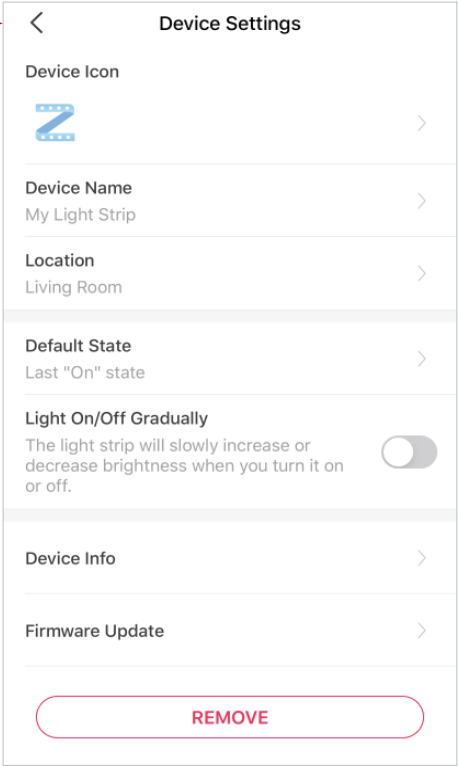 Device Settings
Device Icon
Device Name
My Light Strip
Location
Living Room
Default State
Last "On" state
Light On/Off Gradually
The light strip will slowly increase or
decrease brightness when you turn it on
or off.
Device Info
Firmware Update
REMOVE